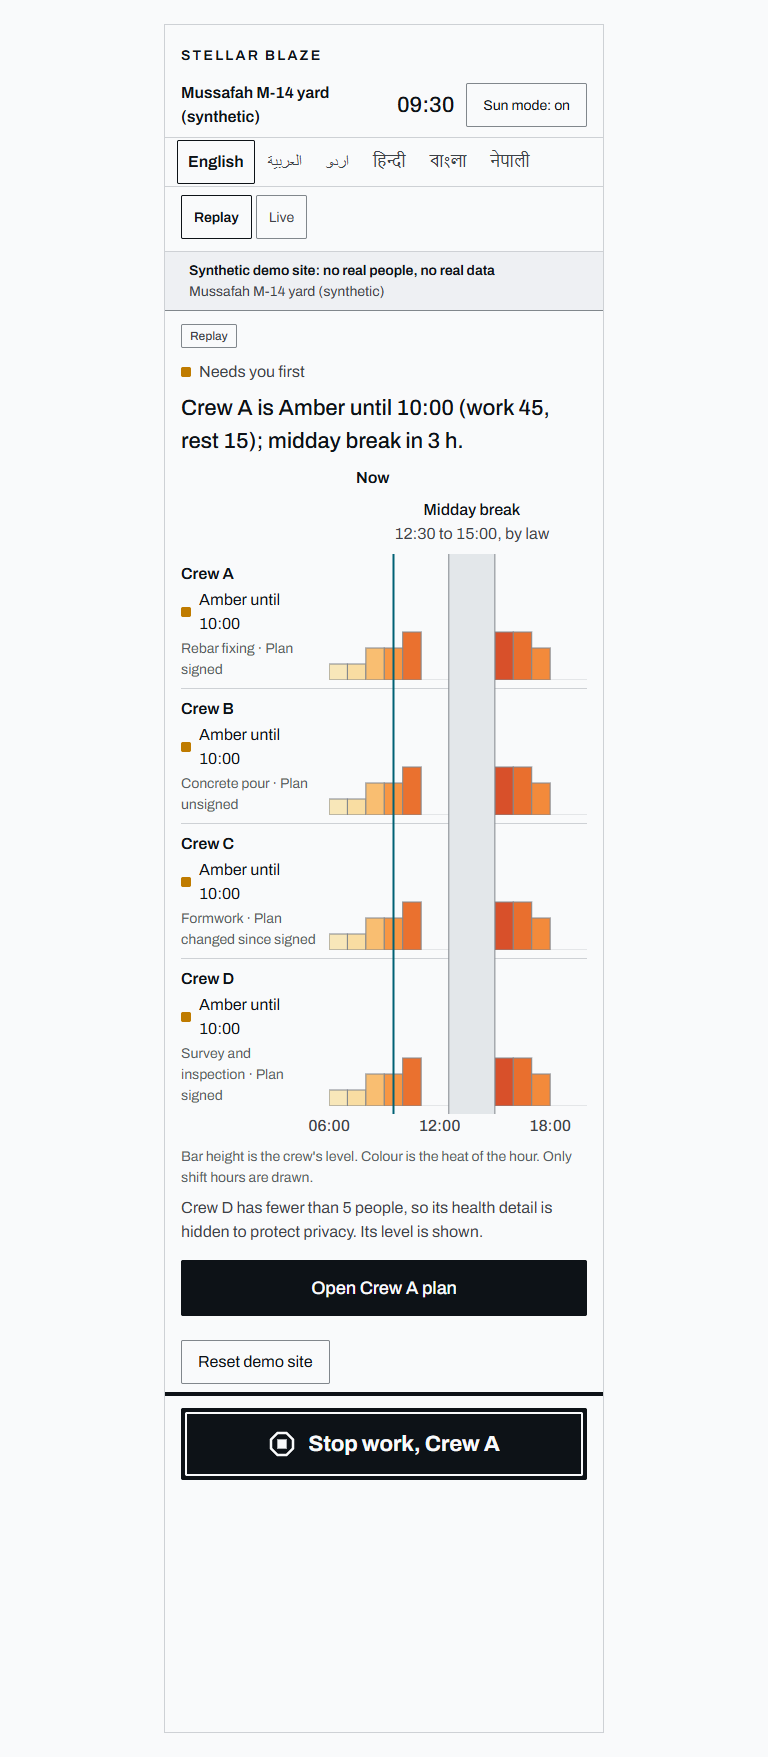 STELLAR BLAZE
Mussafah M-14 yard
(synthetic)
09:30
Sun mode: on
English
العربية
اردو
हिन्दी
বাংলা
नेपाली
Replay
Live
Synthetic demo site: no real people, no real data
Mussafah M-14 yard (synthetic)
Replay
Needs you first
Crew A is Amber until 10:00 (work 45,
rest 15); midday break in 3 h.
Now
Midday break
12:30 to 15:00, by law
Crew A
Amber until
10:00
Rebar fixing · Plan
signed
Crew B
Amber until
10:00
Concrete pour · Plan
unsigned
Crew C
Amber until
10:00
Formwork · Plan
changed since signed
Crew D
Amber until
10:00
Survey and
inspection · Plan
signed
06:00
12:00
18:00
Bar height is the crew's level. Colour is the heat of the hour. Only
shift hours are drawn.
Crew D has fewer than 5 people, so its health detail is
hidden to protect privacy. Its level is shown.
Open Crew A plan
Reset demo site
Stop work, Crew A